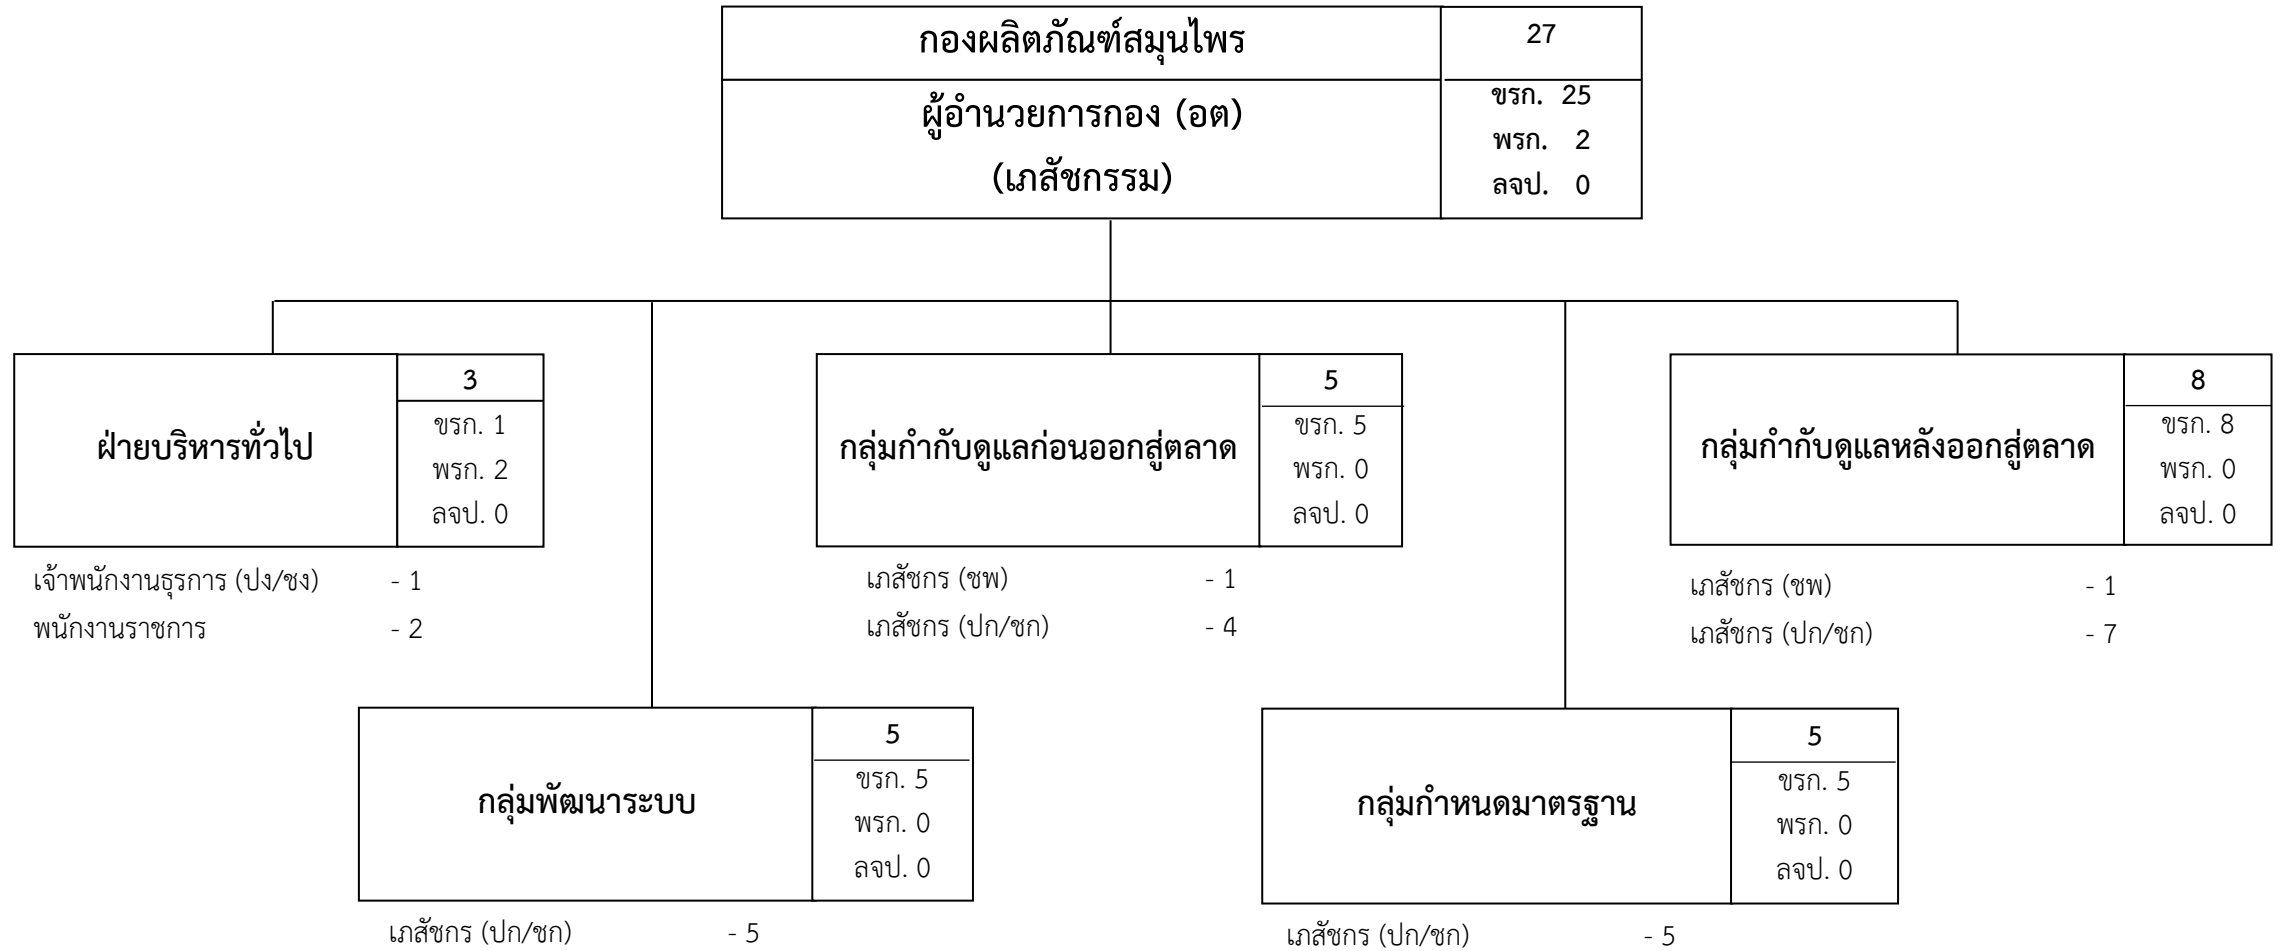 กองผลิตภัณฑ์สมุนไพร
27
ผู้อำนวยการกอง (อต)
(เภสัชกรรม)
ขรก. 25
พรก. 2
ลจป. 0
ฝ่ายบริหารทั่วไป
3
ขรก. 1
พรก. 2
ลจป. 0
เจ้าพนักงานธุรการ (ปง/ชง) - 1
พนักงานราชการ - 2
กลุ่มกำกับดูแลก่อนออกสู่ตลาด
5
ขรก. 5
พรก. 0
ลจป. 0
เภสัชกร (ชพ) - 1
เภสัชกร (ปก/ชก) - 4
กลุ่มกำกับดูแลหลังออกสู่ตลาด
8
ขรก. 8
พรก. 0
ลจป. 0
เภสัชกร (ชพ) - 1
เภสัชกร (ปก/ชก) - 7
กลุ่มพัฒนาระบบ
5
ขรก. 5
พรก. 0
ลจป. 0
เภสัชกร (ปก/ชก) - 5
กลุ่มกำหนดมาตรฐาน
5
ขรก. 5
พรก. 0
ลจป. 0
เภสัชกร (ปก/ชก) - 5